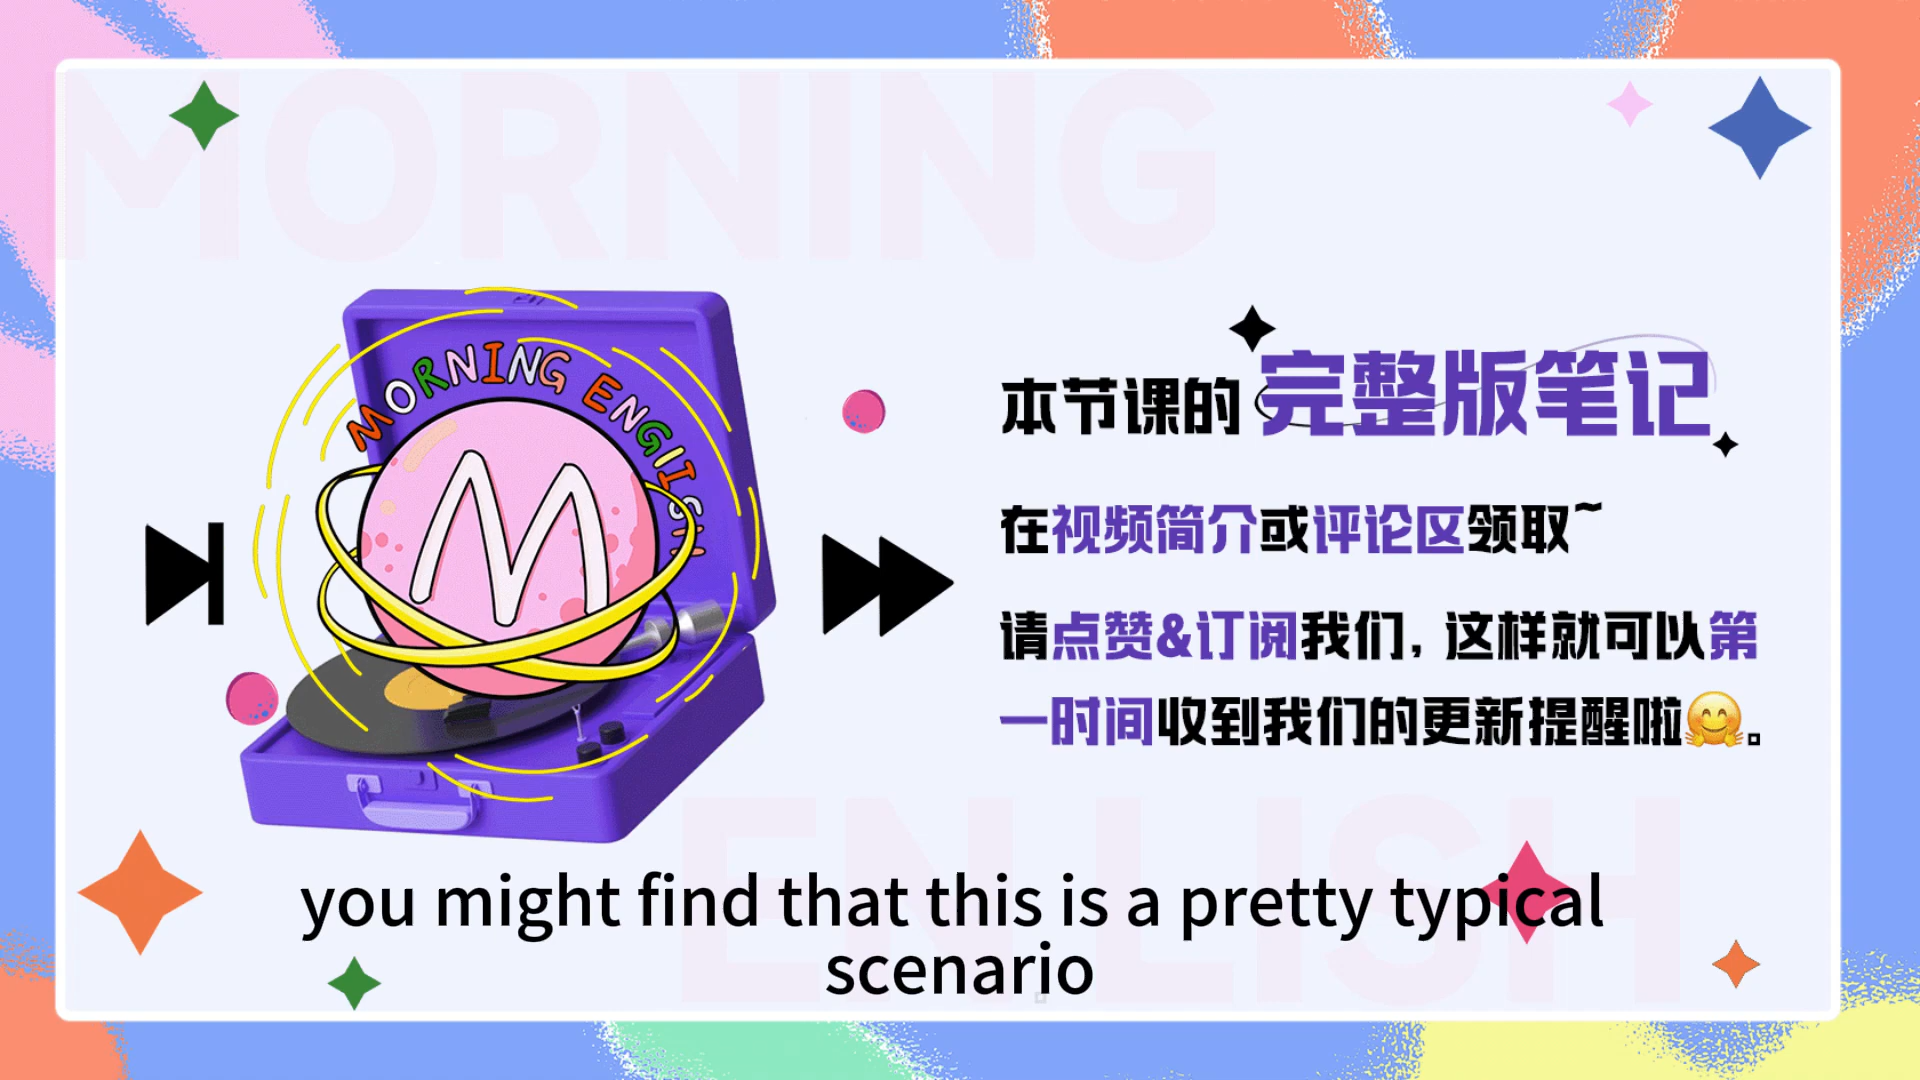 MORNING
MORNING ENGlISH
M
本节课的 完整版笔记
在视频简介或评论区领取~
请点赞&订阅我们，这样就可以第
一时间收到我们的更新提醒啦🤗。
EN LISH
you might find that this is a pretty typical
scenario